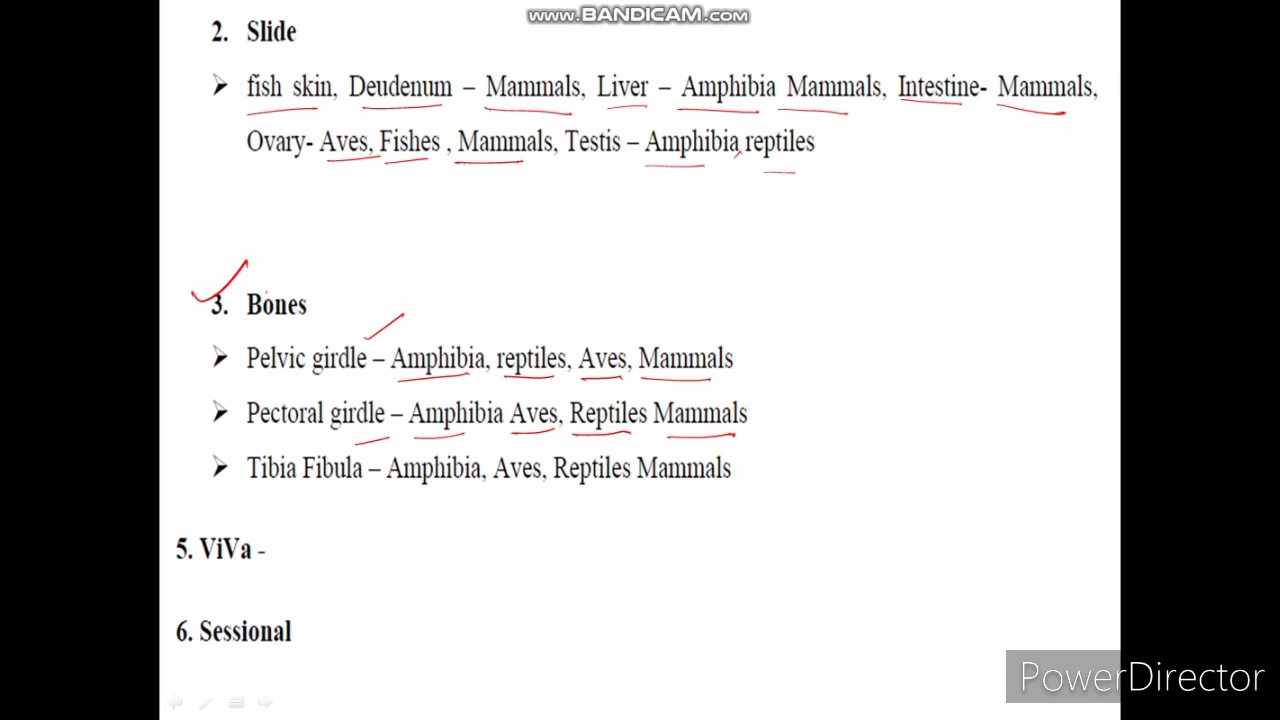 www.BANDICAM.com
2. Slide
➢ fish skin, Deudenum – Mammals, Liver – Amphibia Mammals, Intestine- Mammals,
Ovary- Aves, Fishes , Mammals, Testis – Amphibia reptiles
3. Bones
➢ Pelvic girdle – Amphibia, reptiles, Aves, Mammals
➢ Pectoral girdle – Amphibia Aves, Reptiles Mammals
➢ Tibia Fibula – Amphibia, Aves, Reptiles Mammals
5. ViVa -
6. Sessional
PowerDirector